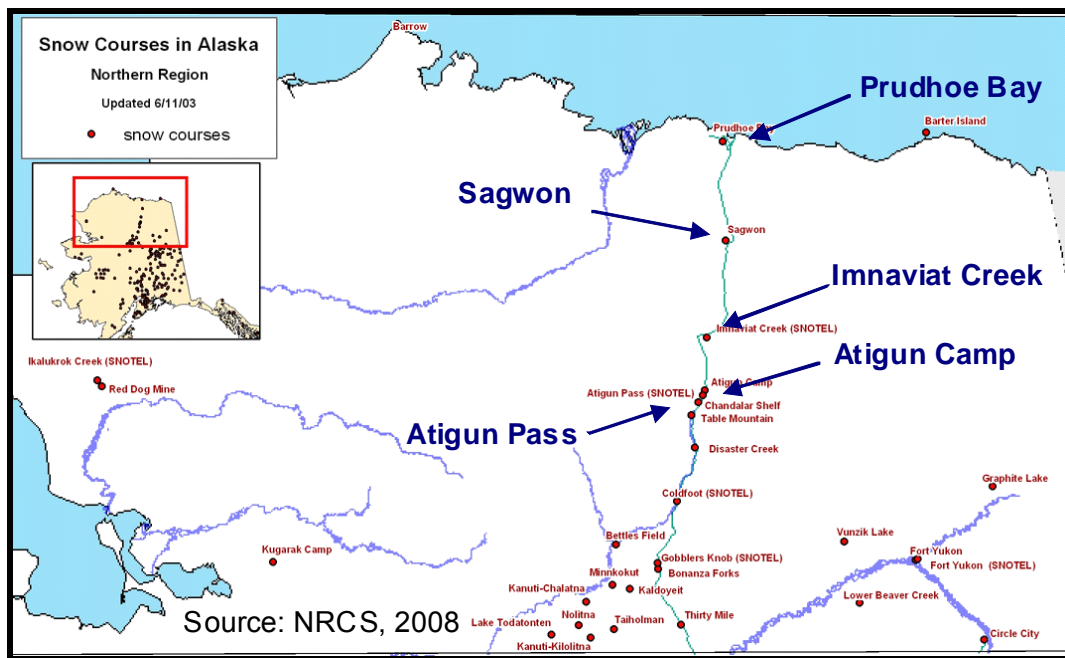 Snow Courses in Alaska
Northern Region
Updated 6/11/03
snow courses
Barrow
Prudhoe Bay
Prudhoe Bay
Barter Island
Sagwon
Sagwon
Imnaviat Creek
Imnaviat Creek (SNOTEL)
Atigun Camp
Ikalukrok Creek (SNOTEL)
Red Dog Mine
Atigun Camp
Atigun Pass (SNOTEL)
Chandalar Shelf
Table Mountain
Atigun Pass
Disaster Creek
Graphite Lake
Coldfoot (SNOTEL)
Vunzik Lake
Bettles Field
Kugarak Camp
Gobblers Knob (SNOTEL)
Bonanza Forks
Fort Yukon
Fort Yukon (SNOTEL)
Minnkokut
Kanuti-Chalatna
Kaldoyeit
Lower Beaver Creek
Nolitna
Taiholman
Thirty Mile
Lake Todatonten
Kanuti-Kilolitna
Circle City
Source: NRCS, 2008